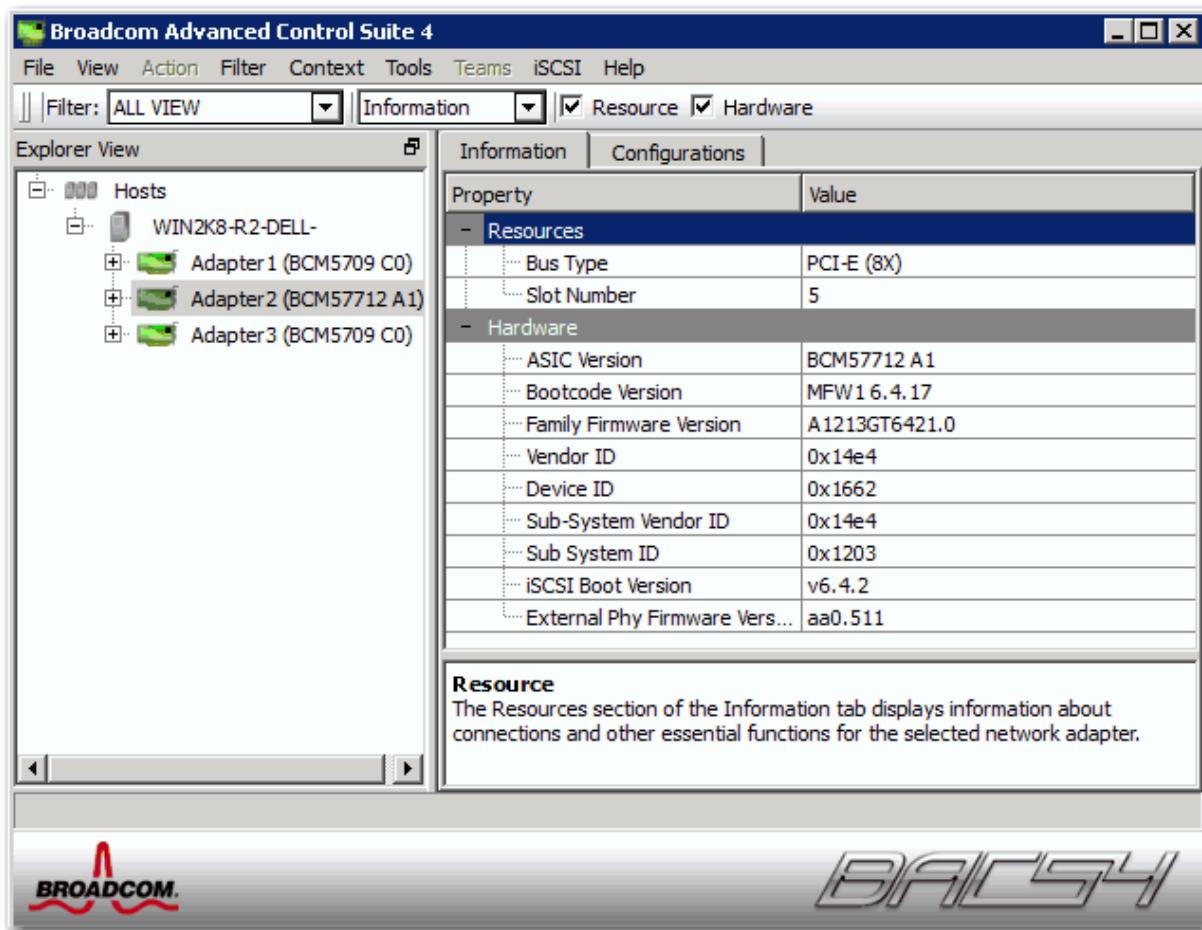 Broadcom Advanced Control Suite 4
File View Action Filter Context Tools Teams iSCSI Help
Filter: ALL VIEW Information Resource Hardware
Explorer View
Hosts
WIN2K8-R2-DELL-
Adapter1 (BCM5709 C0)
Adapter2 (BCM57712 A1)
Adapter3 (BCM5709 C0)
Information Configurations
Property Value
Resources
Bus Type PCI-E (8X)
Slot Number 5
Hardware
ASIC Version BCM57712 A1
Bootcode Version MFW1 6.4.17
Family Firmware Version A1213GT6421.0
Vendor ID 0x14e4
Device ID 0x1662
Sub-System Vendor ID 0x14e4
Sub System ID 0x1203
iSCSI Boot Version v6.4.2
External Phy Firmware Vers... aa0.511
Resource
The Resources section of the Information tab displays information about
connections and other essential functions for the selected network adapter.
BROADCOM. BACS4